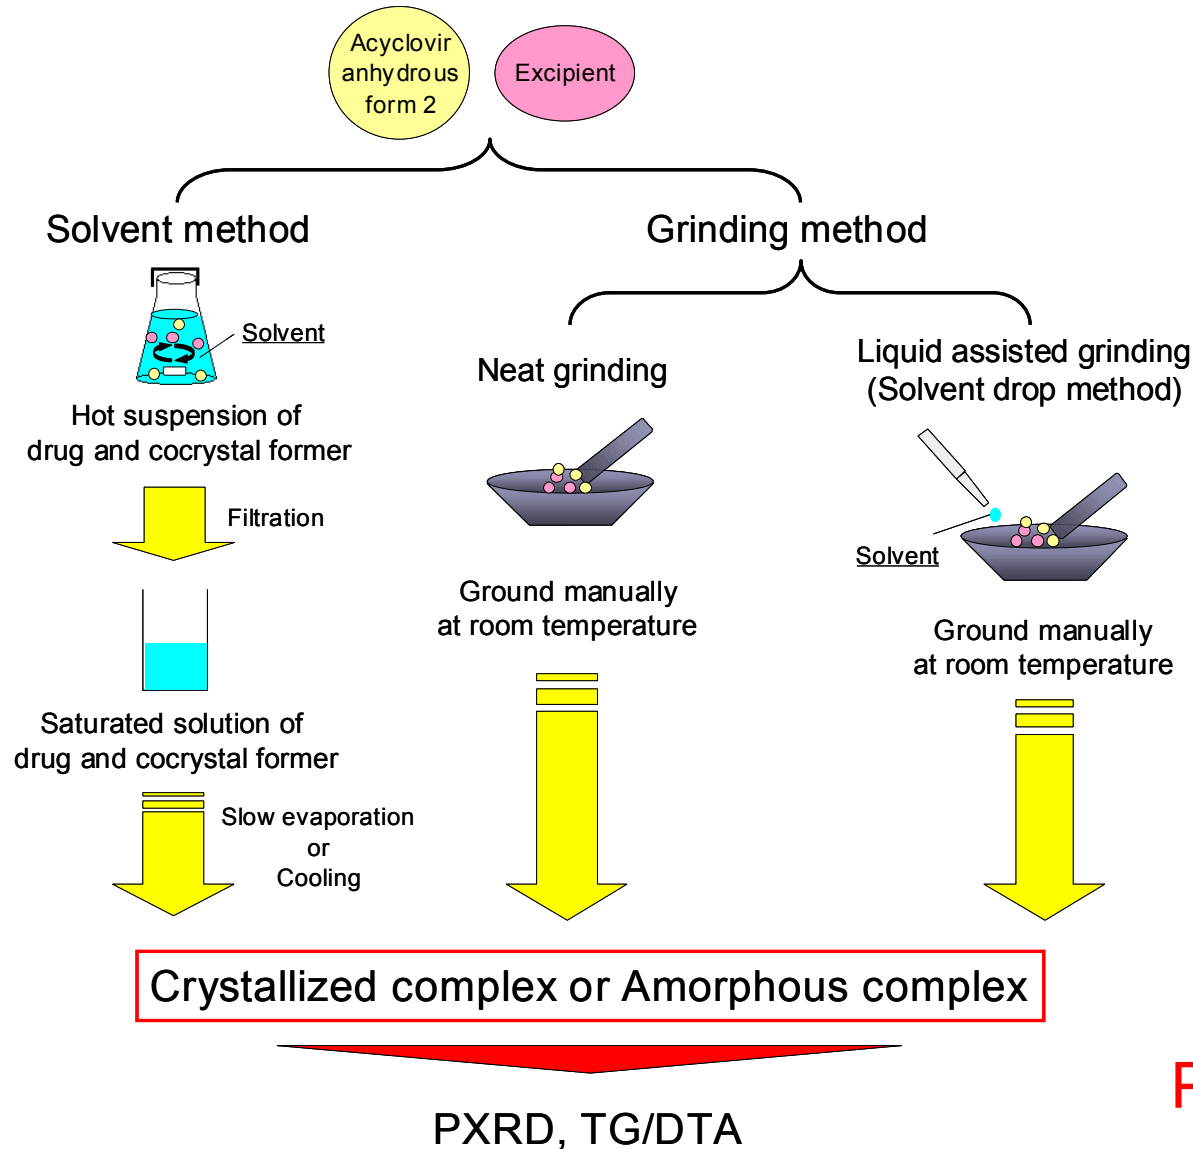 Acyclovir
anhydrous
form 2
Excipient
Solvent method
Grinding method
Solvent
Hot suspension of
drug and cocrystal former
Filtration
Saturated solution of
drug and cocrystal former
Slow evaporation
or
Cooling
Neat grinding
Ground manually
at room temperature
Liquid assisted grinding
(Solvent drop method)
Solvent
Ground manually
at room temperature
Crystallized complex or Amorphous complex
PXRD, TG/DTA